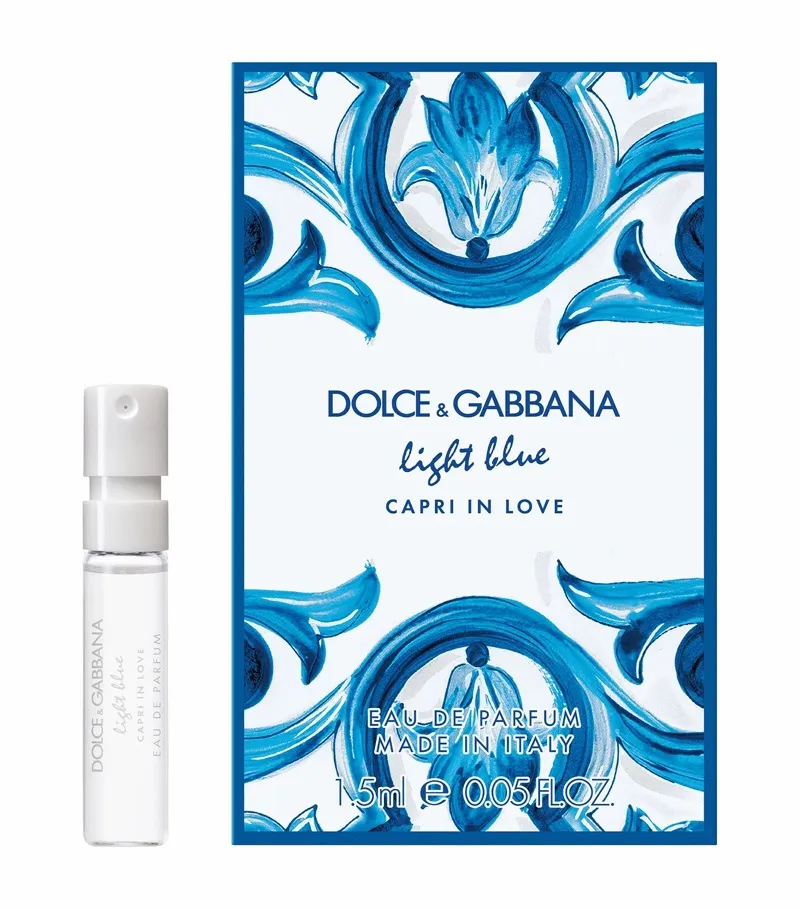 DOLCE & GABBANA
light blue
CAPRI IN LOVE
EAU DE PARFUM
MADE IN ITALY
1.5ml e 0.05 FL.OZ.
DOLCE & GABBANA
light blue
CAPRI IN LOVE
EAU DE PARFUM